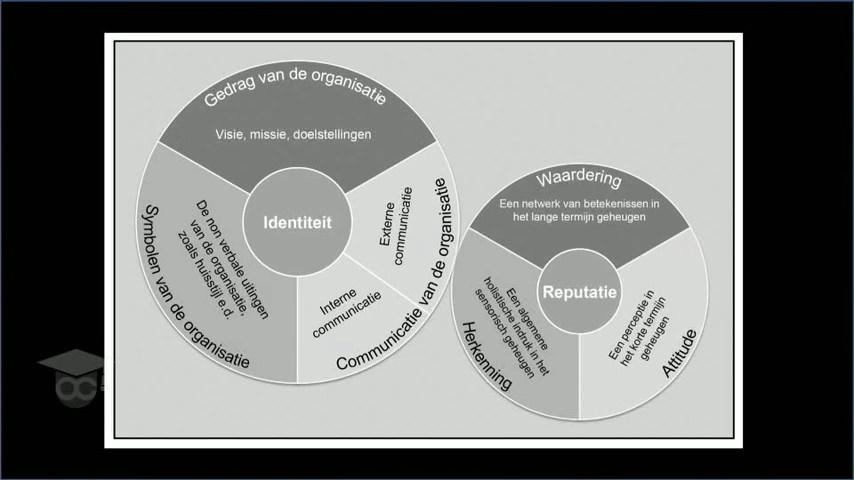 Gedrag van de organisatie
Visie, missie, doelstellingen
Identiteit
Externe
communicatie
Interne
communicatie
Communicatie van de organisatie
De non verbale uitingen
van de organisatie,
zoals huisstijl e.d.
Symbolen van de organisatie
Waardering
Een netwerk van betekenissen in
het lange termijn geheugen
Reputatie
Een algemene
holistische indruk in het
sensorisch geheugen
Herkenning
Een perceptie in
het korte termijn
geheugen
Attitude